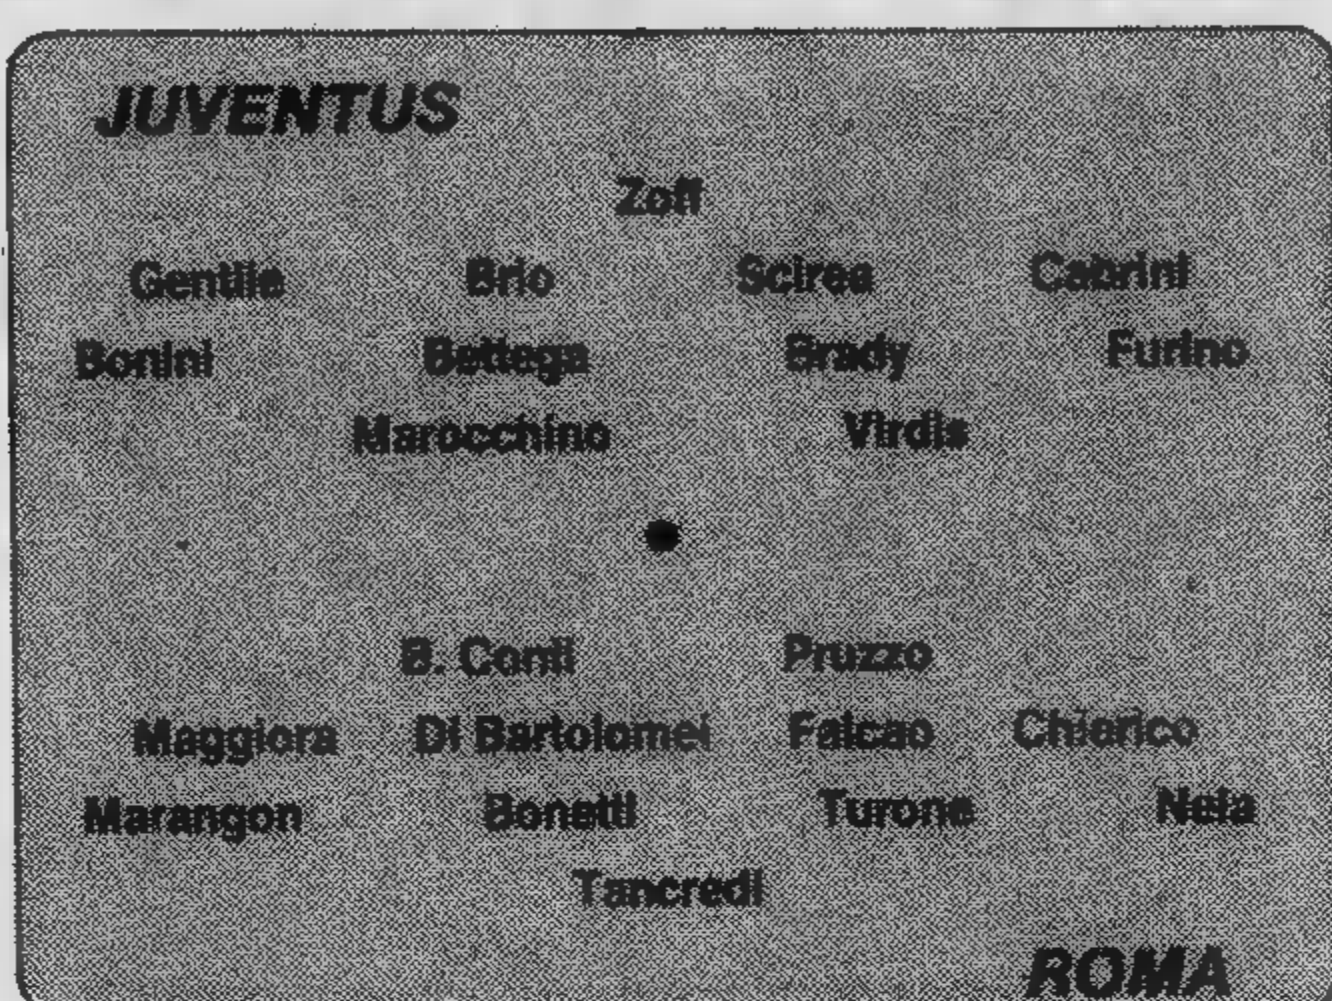 JUVENTUS
Zoff
Gentile Brio Scirea Cabrini
Bonini Bettega Brady Furino
Marocchino Virdis
B. Conti Pruzzo
Maggiora Di Bartolomei Falcao Chierico
Marangon Bonetti Turone Nela
Tancredi
ROMA